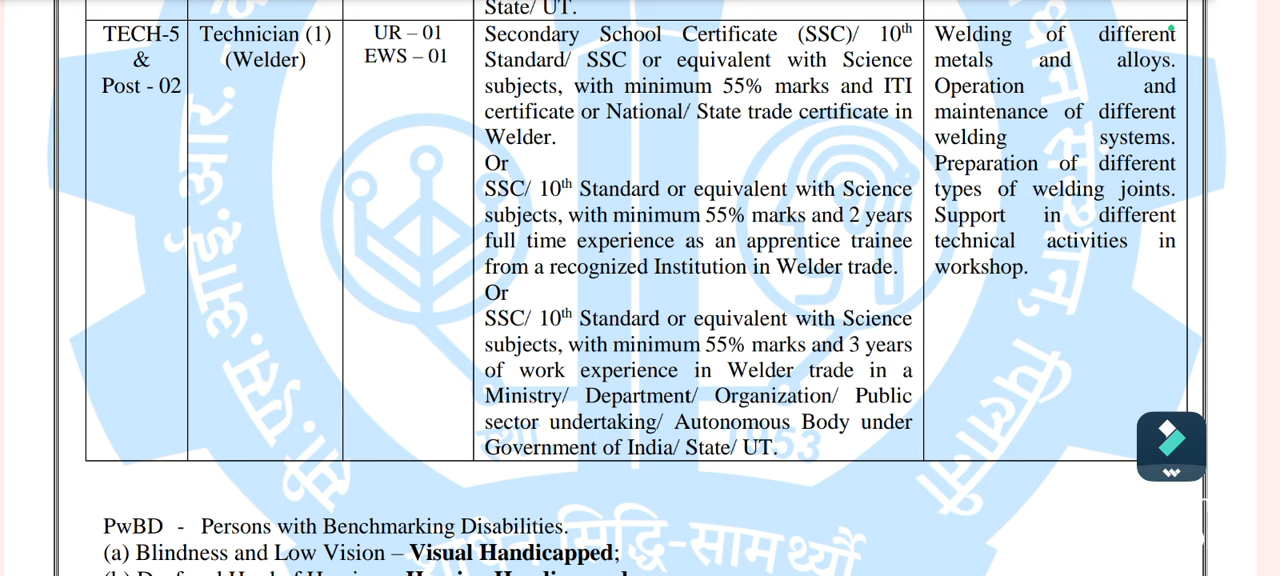 State/ UT.
TECH-5
&
Post - 02
Technician (1)
(Welder)
UR – 01
EWS – 01
Secondary School Certificate (SSC)/ 10th
Standard/ SSC or equivalent with Science
subjects, with minimum 55% marks and ITI
certificate or National/ State trade certificate in
Welder.
Or
SSC/ 10th Standard or equivalent with Science
subjects, with minimum 55% marks and 2 years
full time experience as an apprentice trainee
from a recognized Institution in Welder trade.
Or
SSC/ 10th Standard or equivalent with Science
subjects, with minimum 55% marks and 3 years
of work experience in Welder trade in a
Ministry/ Department/ Organization/ Public
sector undertaking/ Autonomous Body under
Government of India/ State/ UT.
Welding of different
metals and alloys.
Operation and
maintenance of different
welding systems.
Preparation of different
types of welding joints.
Support in different
technical activities in
workshop.
PwBD - Persons with Benchmarking Disabilities.
(a) Blindness and Low Vision – Visual Handicapped;